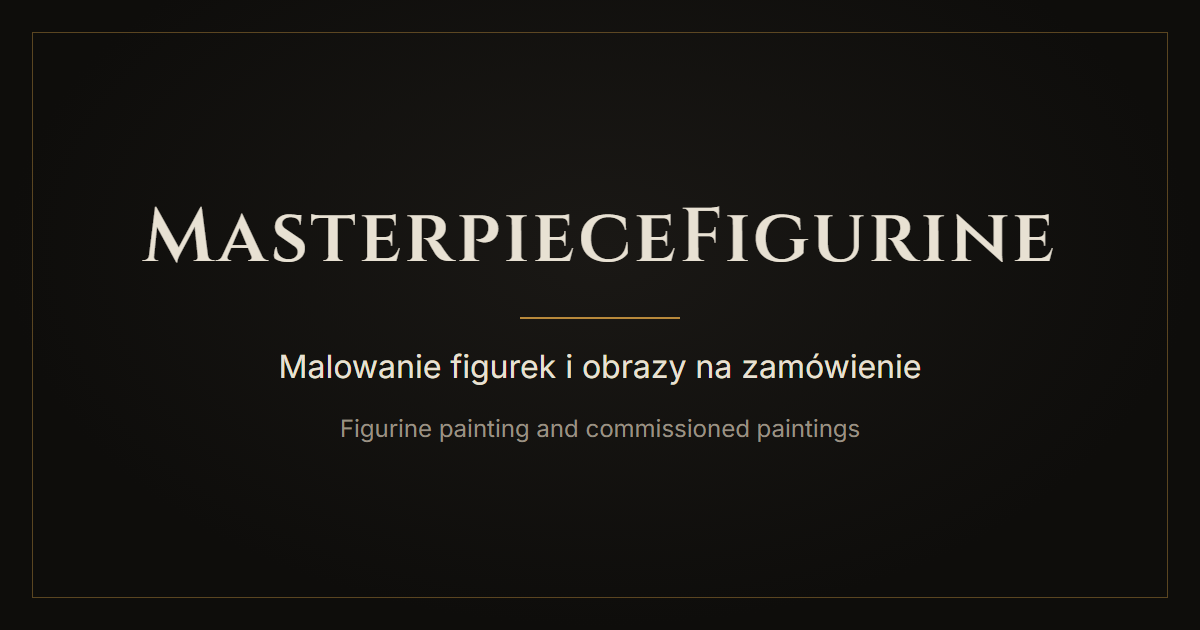 MasterpieceFigurine
Malowanie figurek i obrazy na zamówienie
Figurine painting and commissioned paintings